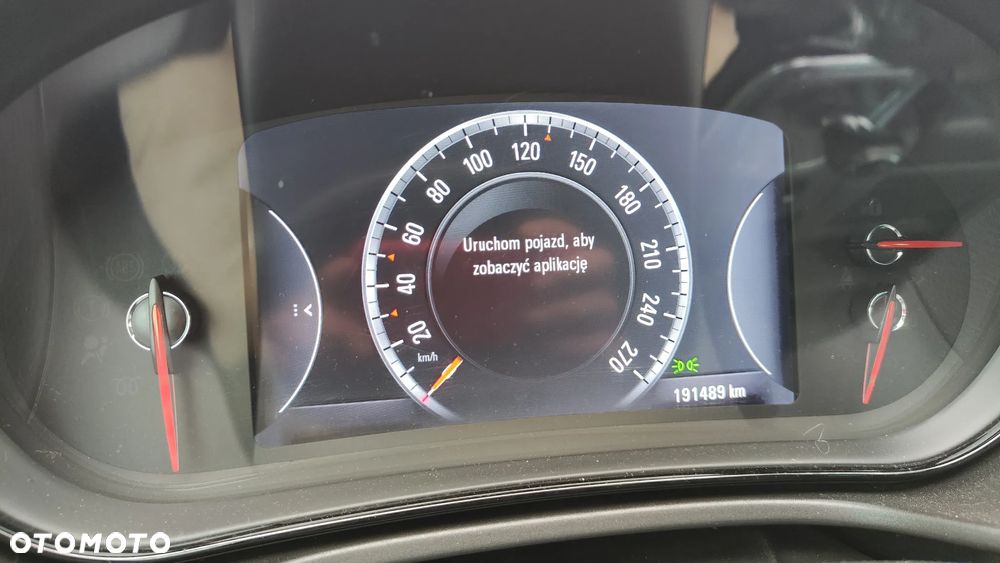 120
100
150
80
180
60
210
40
240
20
270
km/h
Uruchom pojazd, aby
zobaczyć aplikację
191489 km
OTOMOTO